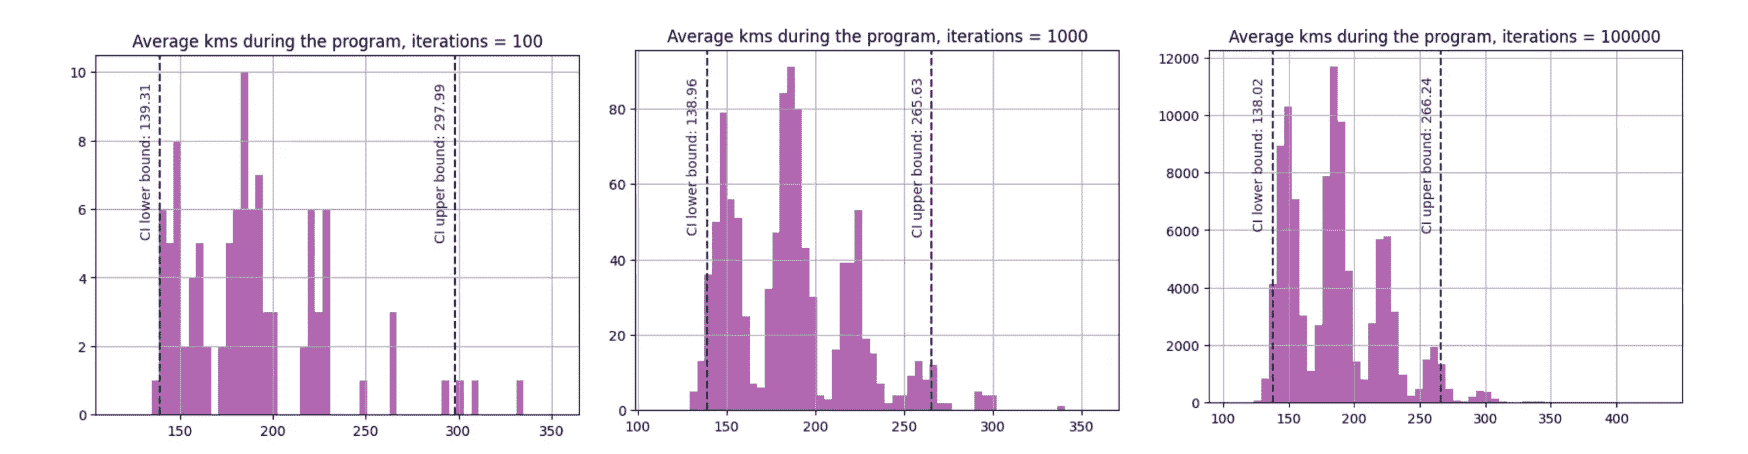 Average kms during the program, iterations = 100
10
8
6
4
2
0
CI lower bound: 139.31
CI upper bound: 297.99
150 200 250 300 350
Average kms during the program, iterations = 1000
80
60
40
20
0
CI lower bound: 138.96
CI upper bound: 265.63
100 150 200 250 300 350
Average kms during the program, iterations = 100000
12000
10000
8000
6000
4000
2000
0
CI lower bound: 138.02
CI upper bound: 266.24
100 150 200 250 300 350 400